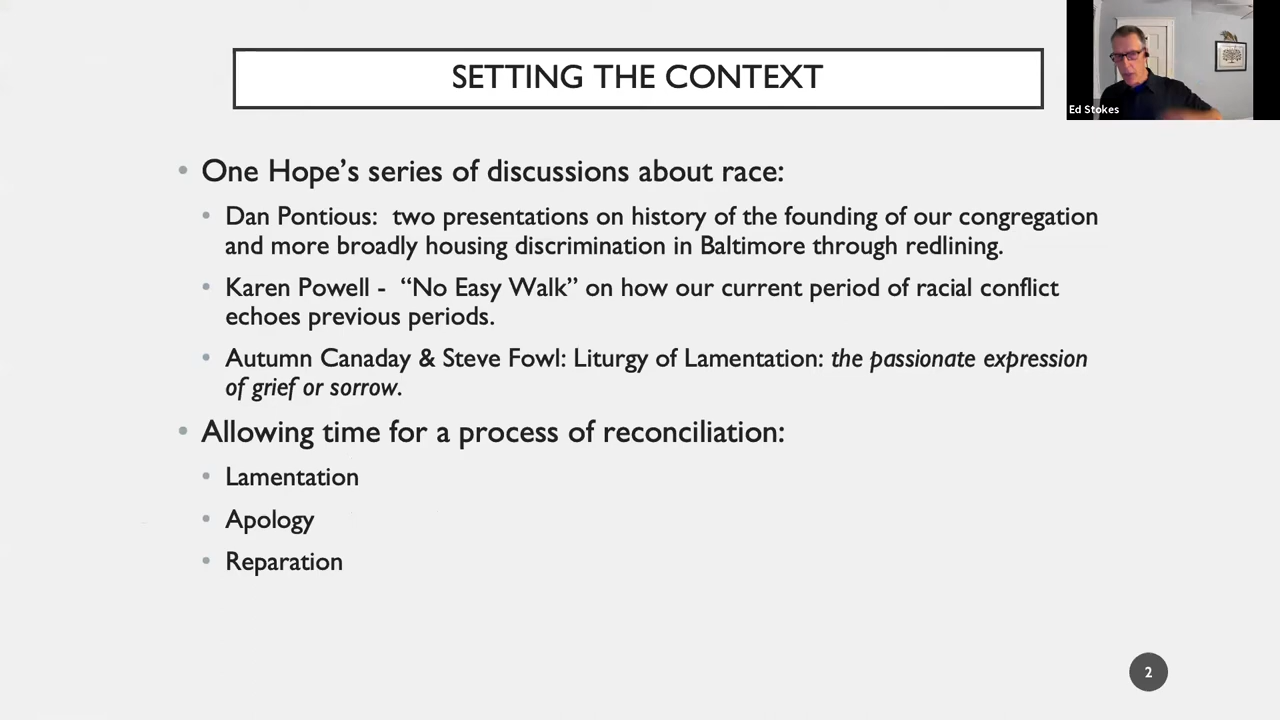 SETTING THE CONTEXT
Ed Stokes
• One Hope’s series of discussions about race:
• Dan Pontious:  two presentations on history of the founding of our congregation
and more broadly housing discrimination in Baltimore through redlining.
• Karen Powell -  “No Easy Walk” on how our current period of racial conflict
echoes previous periods.
• Autumn Canaday & Steve Fowl: Liturgy of Lamentation: the passionate expression
of grief or sorrow.
• Allowing time for a process of reconciliation:
• Lamentation
• Apology
• Reparation
2